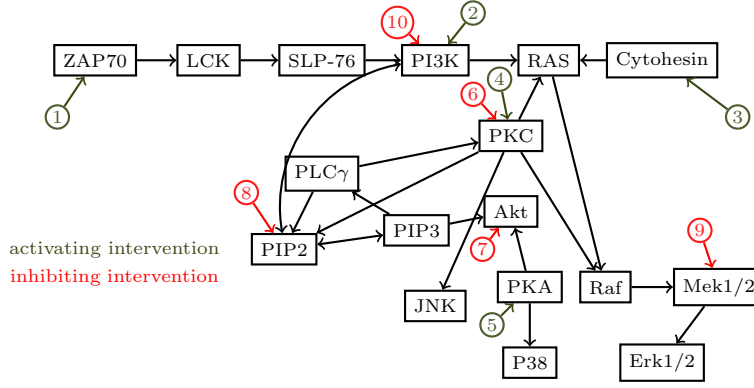 10 2
ZAP70 LCK SLP-76 PI3K RAS Cytohesin
1 6 4 3
PKC
PLCγ
8
Akt
PIP2 PIP3
activating intervention 7 9
inhibiting intervention
JNK PKA Raf Mek1/2
5
P38 Erk1/2